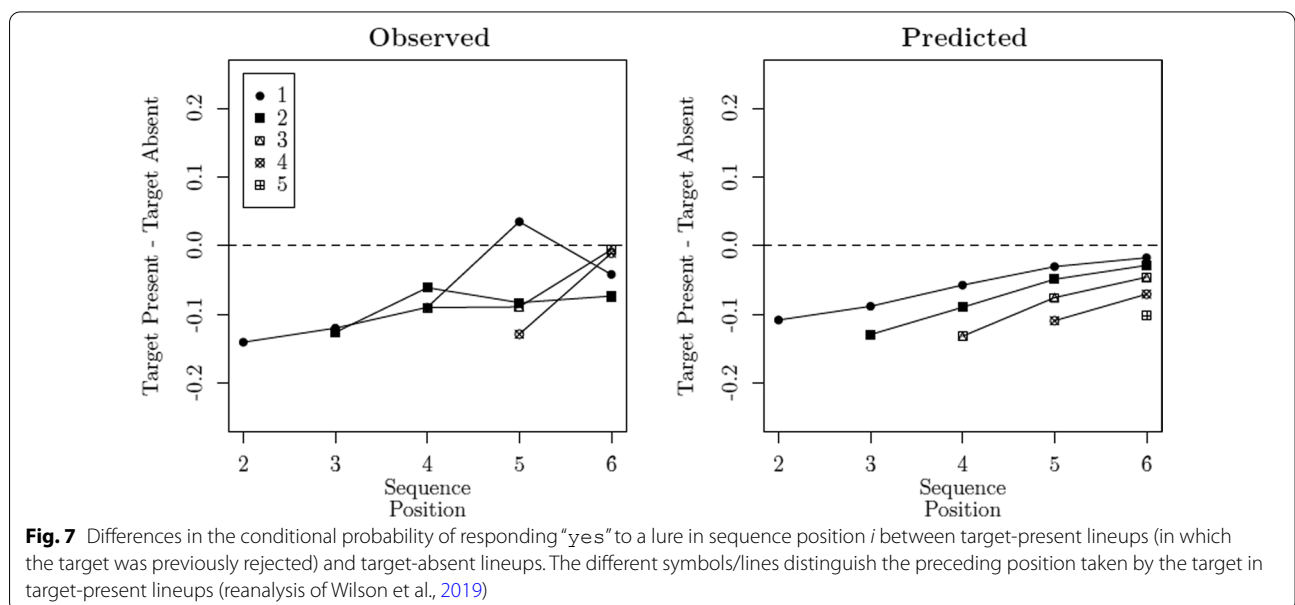 Observed
Target Present - Target Absent
0.2
0.1
0.0
-0.1
-0.2
1
2
3
4
5
2 3 4 5 6
Sequence
Position
Predicted
Target Present - Target Absent
0.2
0.1
0.0
-0.1
-0.2
2 3 4 5 6
Sequence
Position
Fig. 7 Differences in the conditional probability of responding “yes” to a lure in sequence position i between target-present lineups (in which
the target was previously rejected) and target-absent lineups. The different symbols/lines distinguish the preceding position taken by the target in
target-present lineups (reanalysis of Wilson et al., 2019)